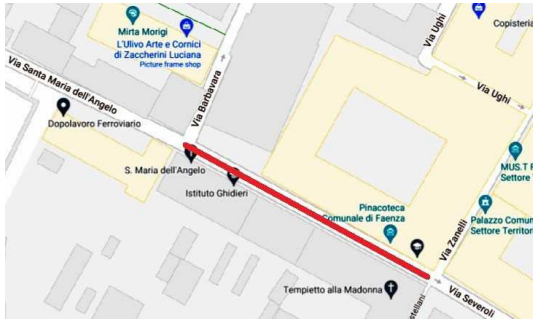 Mirta Morigi
L'Ulivo Arte e Cornici
di Zaccherini Luciana
Picture frame shop
Via Barbavara
Via Ughi
Copisteria
Via Santa Maria dell'Angelo
Via Ughi
Dopolavoro Ferroviario
S. Maria dell'Angelo
Istituto Ghidieri
MUS.T F
Settore
Pinacoteca
Comunale di Faenza
Palazzo Comun
Settore Territori
Via Zanelli
Tempietto alla Madonna
Via Severoli
stellani